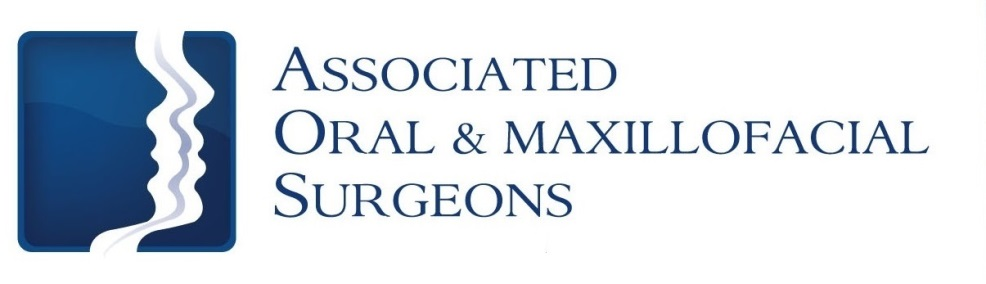 ASSOCIATED
ORAL & MAXILLOFACIAL
SURGEONS